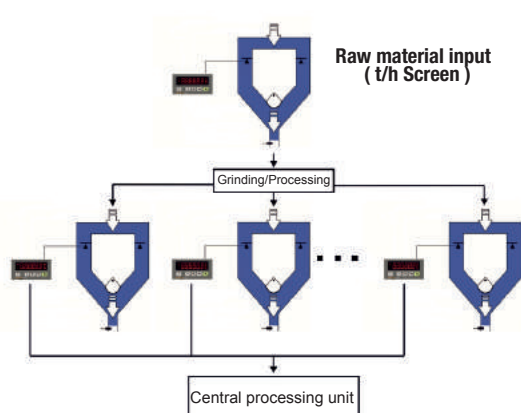 Raw material input
( t/h Screen )
Grinding/Processing
Central processing unit